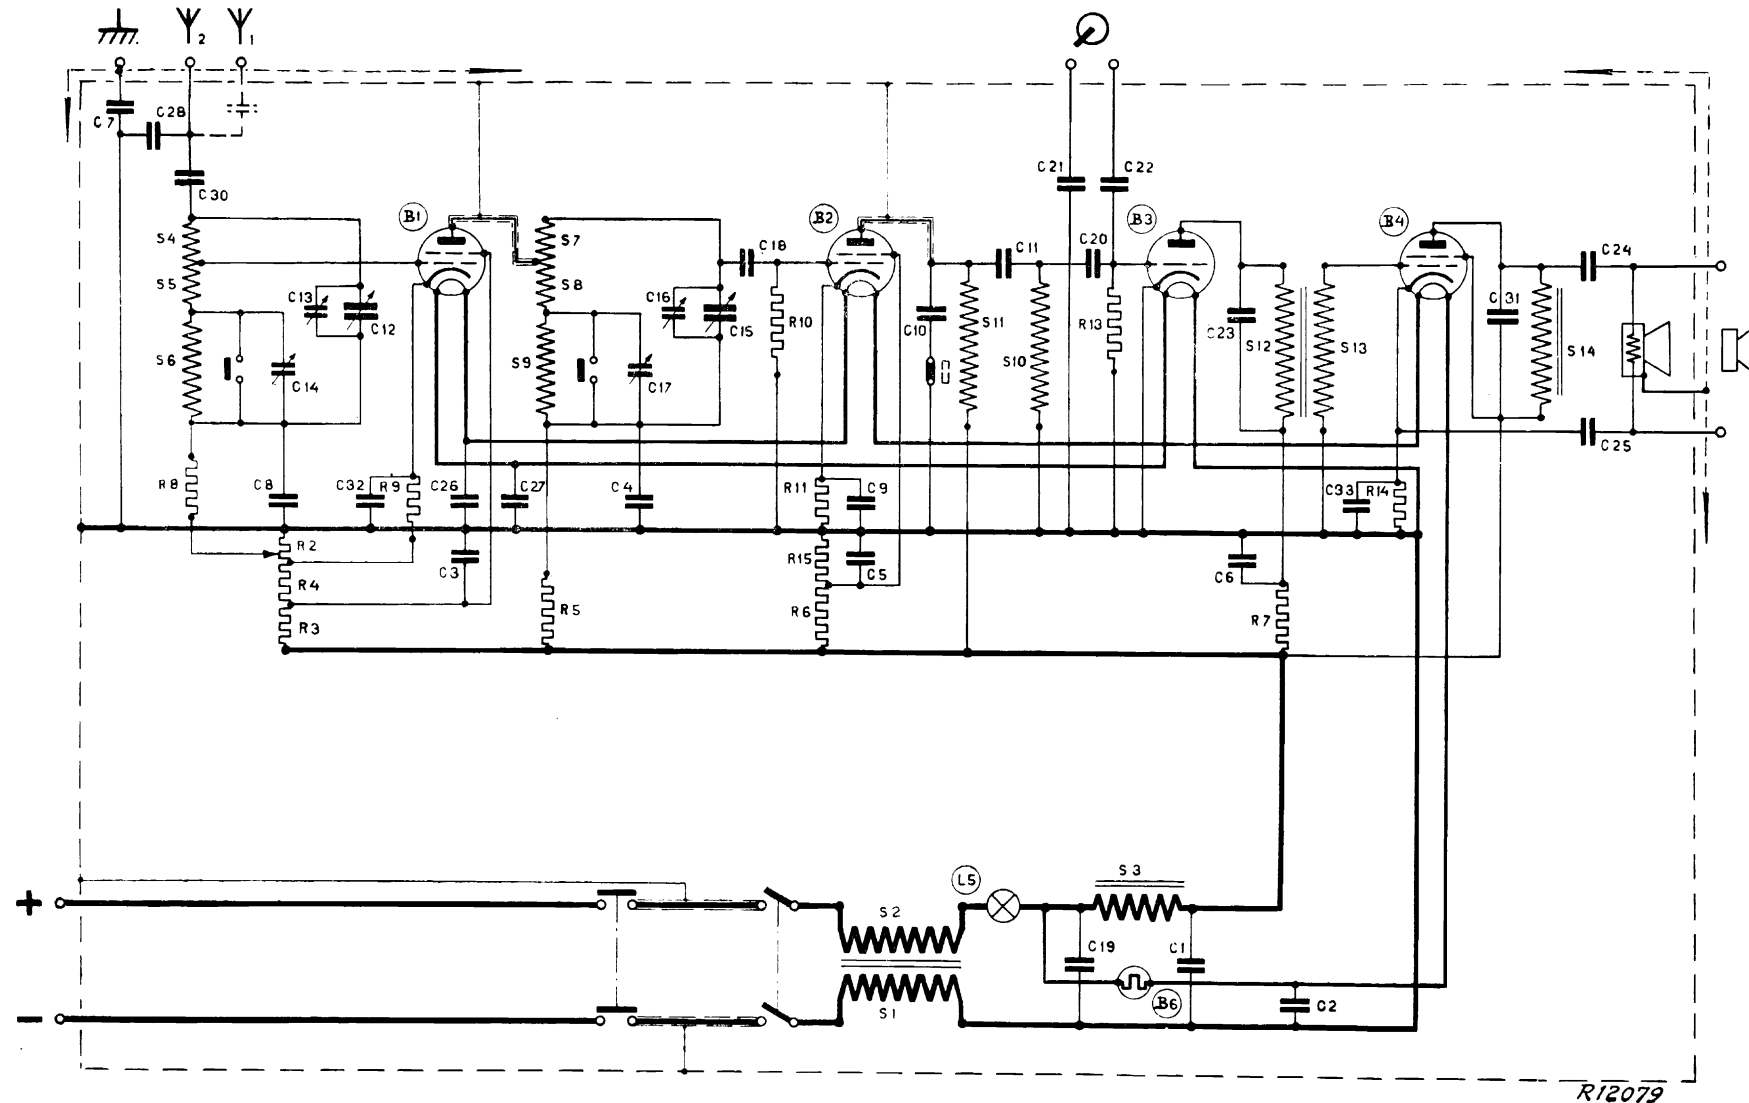 2 1
C7 C28
C30
C21 C22
B1 B2 B3 B4
S4 S7 C18 C11 C20 C24
S5 S8
C13 C12 C16 C15 R10 C10 S11 S10 R13 C23 S12 S13 C31 S14
S6 C14 S9 C17
C25
R8 C8 C32 R9 C26 C27 C4 R11 C9 C33 R14
R2 C3 R15 C5 C6
R4
R3 R5 R6 R7
L5 S3
+ S2
C19 C1
B6 C2
- S1
R12079